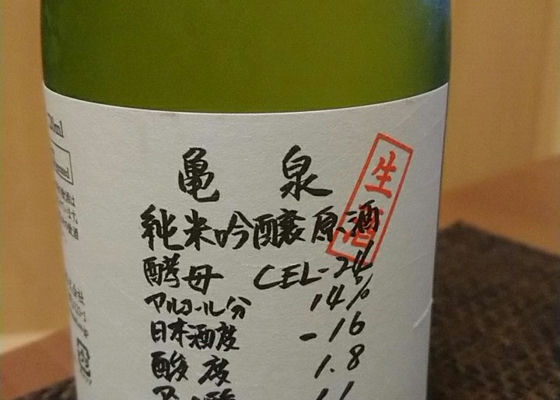 亀泉
生酒
純米吟醸原酒
酵母 CEL-24
アルコール分 14%
日本酒度 -16
酸度 1.8